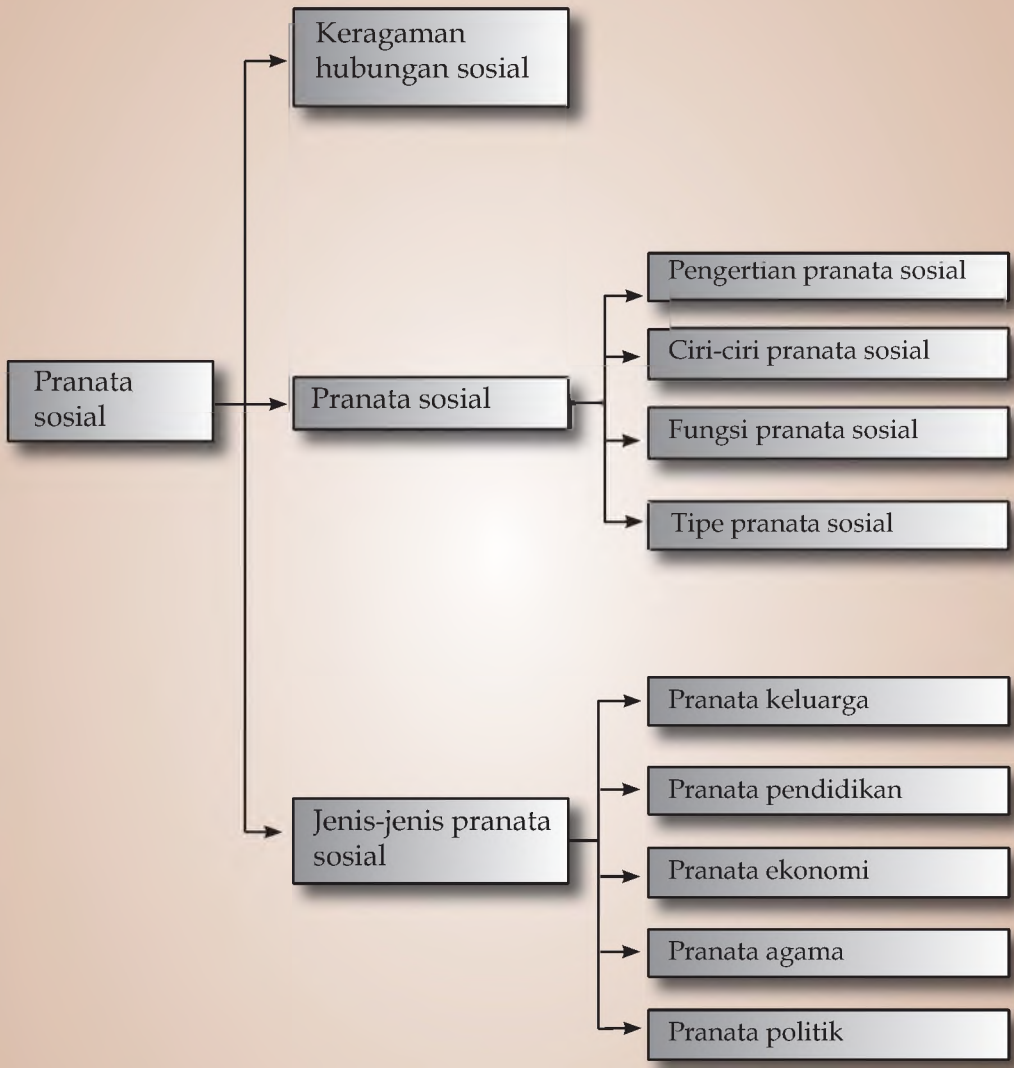 Keragaman
hubungan sosial
Pranata
sosial
Pranata sosial
Pengertian pranata sosial
Ciri-ciri pranata sosial
Fungsi pranata sosial
Tipe pranata sosial
Jenis-jenis pranata
sosial
Pranata keluarga
Pranata pendidikan
Pranata ekonomi
Pranata agama
Pranata politik